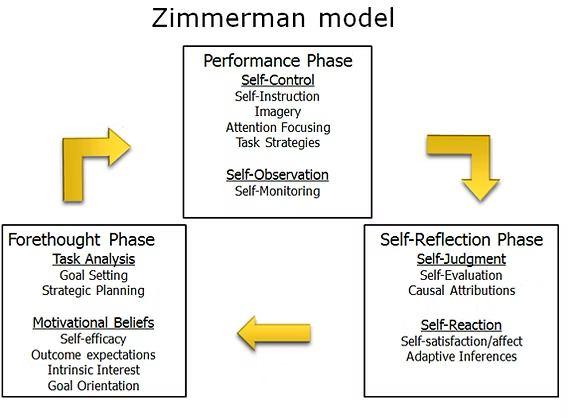 Zimmerman model
Performance Phase
Self-Control
Self-Instruction
Imagery
Attention Focusing
Task Strategies
Self-Observation
Self-Monitoring
Forethought Phase
Task Analysis
Goal Setting
Strategic Planning
Motivational Beliefs
Self-efficacy
Outcome expectations
Intrinsic Interest
Goal Orientation
Self-Reflection Phase
Self-Judgment
Self-Evaluation
Causal Attributions
Self-Reaction
Self-satisfaction/affect
Adaptive Inferences